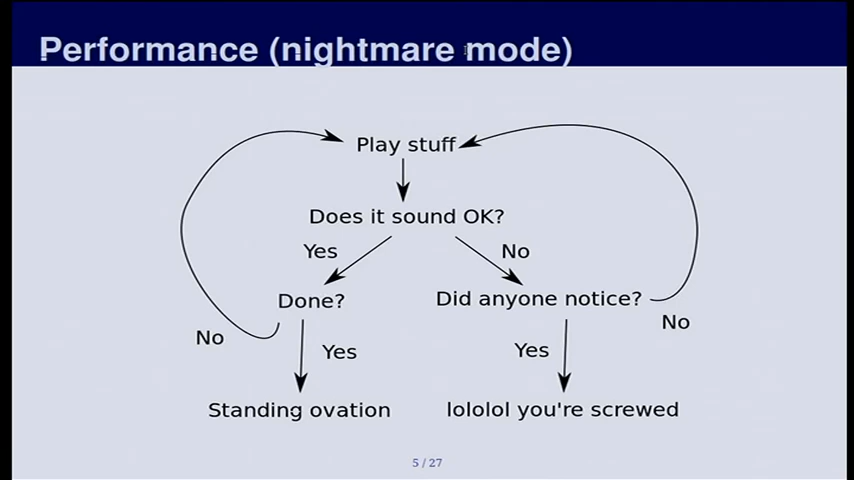 Performance (nightmare mode)
Play stuff
Does it sound OK?
Yes
No
Done?
Did anyone notice?
No
No
Yes
Yes
Standing ovation
lololol you're screwed
5 / 27